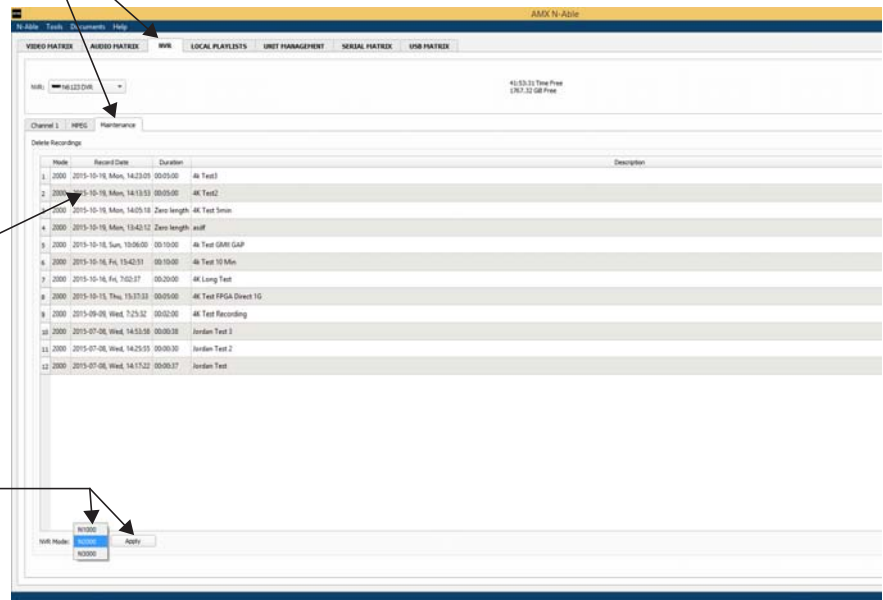 AMX N-Able
N-Able Tools Documents Help
VIDEO MATRIX AUDIO MATRIX NVR LOCAL PLAYLISTS UNIT MANAGEMENT SERIAL MATRIX USB MATRIX
NVR: N6123 DVR 41:53:31 Time Free
1767.32 GB Free
Channel 1 MPEG Maintenance
Delete Recordings
Mode Record Date Duration Description
1 2000 2015-10-19, Mon, 14:23:05 00:05:00 4k Test3
2 2000 2015-10-19, Mon, 14:13:53 00:05:00 4K Test2
3 2000 2015-10-19, Mon, 14:05:18 Zero length 4K Test 5min
4 2000 2015-10-19, Mon, 13:42:12 Zero length asdf
5 2000 2015-10-18, Sun, 10:06:00 00:10:00 4k Test GMII GAP
6 2000 2015-10-16, Fri, 15:42:51 00:10:00 4k Test 10 Min
7 2000 2015-10-16, Fri, 7:02:37 00:20:00 4K Long Test
8 2000 2015-10-15, Thu, 15:37:33 00:05:00 4K Test FPGA Direct 1G
9 2000 2015-09-09, Wed, 7:25:32 00:02:00 4K Test Recording
10 2000 2015-07-08, Wed, 14:53:58 00:00:38 Jordan Test 3
11 2000 2015-07-08, Wed, 14:25:55 00:00:30 Jordan Test 2
12 2000 2015-07-08, Wed, 14:17:22 00:00:37 Jordan Test
N1000
NVR Mode: N2000 Apply
N3000